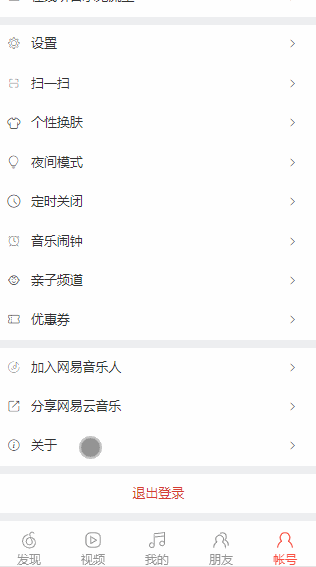 设置
扫一扫
个性换肤
夜间模式
定时关闭
音乐闹钟
亲子频道
优惠券
加入网易音乐人
分享网易云音乐
关于
退出登录
发现 视频 我的 朋友 帐号